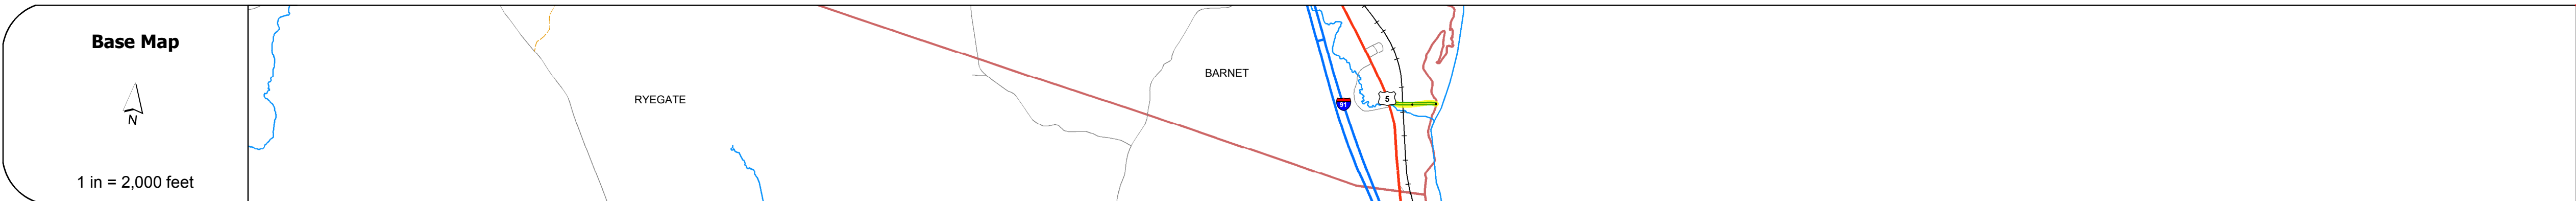 Base Map
N
1 in = 2,000 feet
RYEGATE
BARNET
91
5